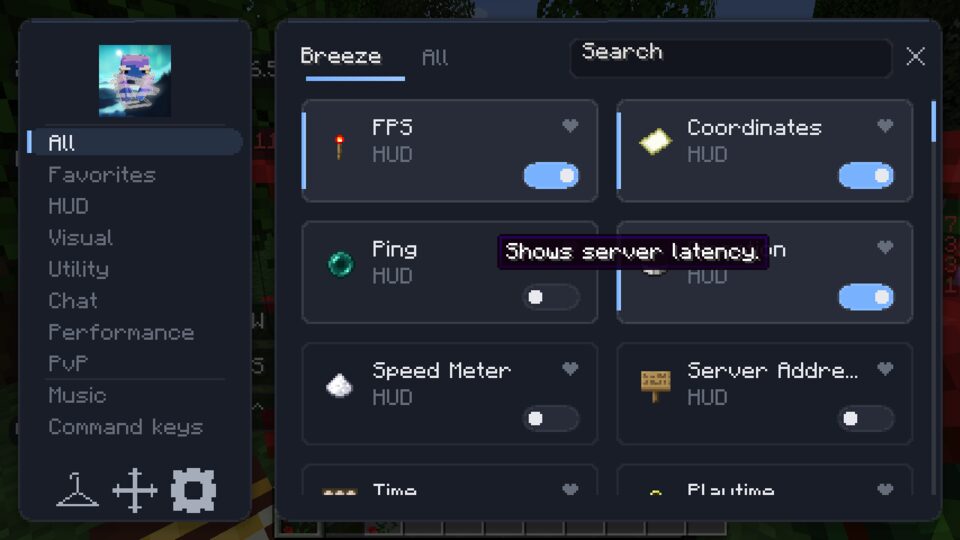 All
Favorites
HUD
Visual
Utility
Chat
Performance
PvP
Music
Command keys
Breeze
All
Search
FPS
HUD
Coordinates
HUD
Ping
HUD
Shows server latency.
on
HUD
Speed Meter
HUD
Server Addre...
HUD
Time
Playtime